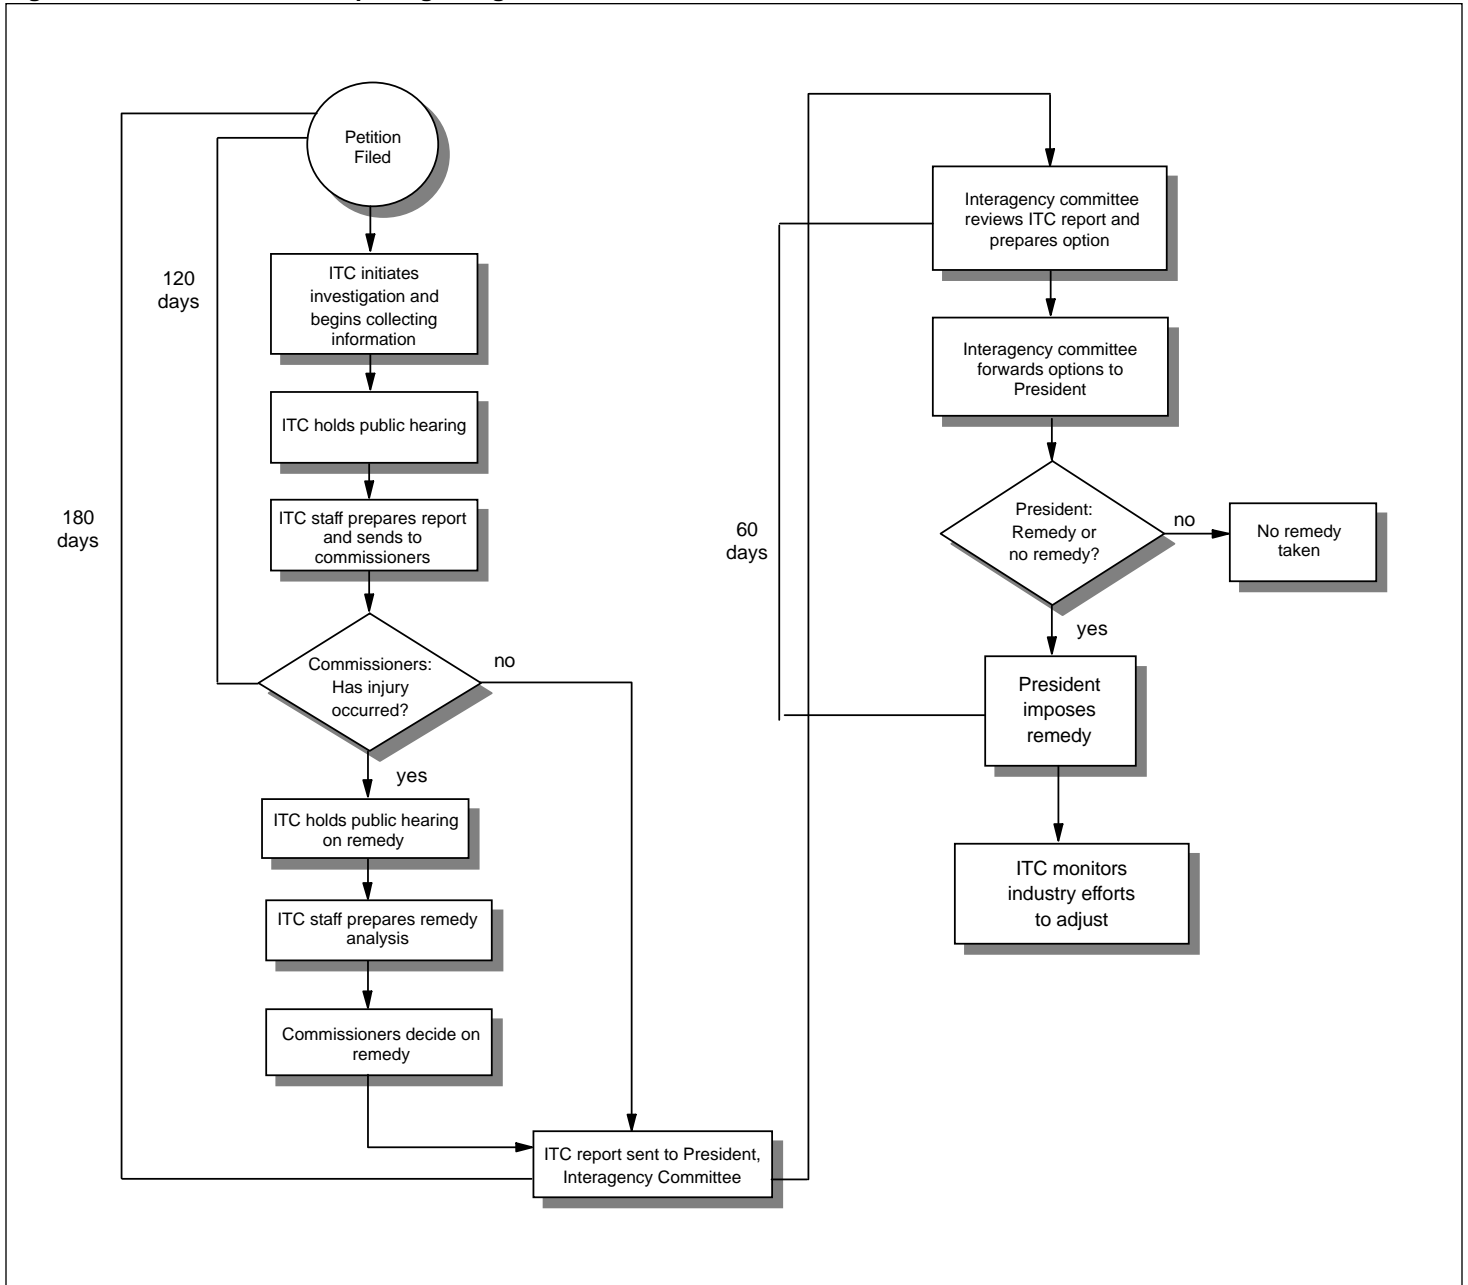 Petition
Filed
120
days
ITC initiates
investigation and
begins collecting
information
ITC holds public hearing
180
days
ITC staff prepares report
and sends to
commissioners
Commissioners:
Has injury
occurred?
no
yes
ITC holds public hearing
on remedy
ITC staff prepares remedy
analysis
Commissioners decide on
remedy
ITC report sent to President,
Interagency Committee
Interagency committee
reviews ITC report and
prepares option
Interagency committee
forwards options to
President
60
days
President:
Remedy or
no remedy?
no
No remedy
taken
yes
President
imposes
remedy
ITC monitors
industry efforts
to adjust